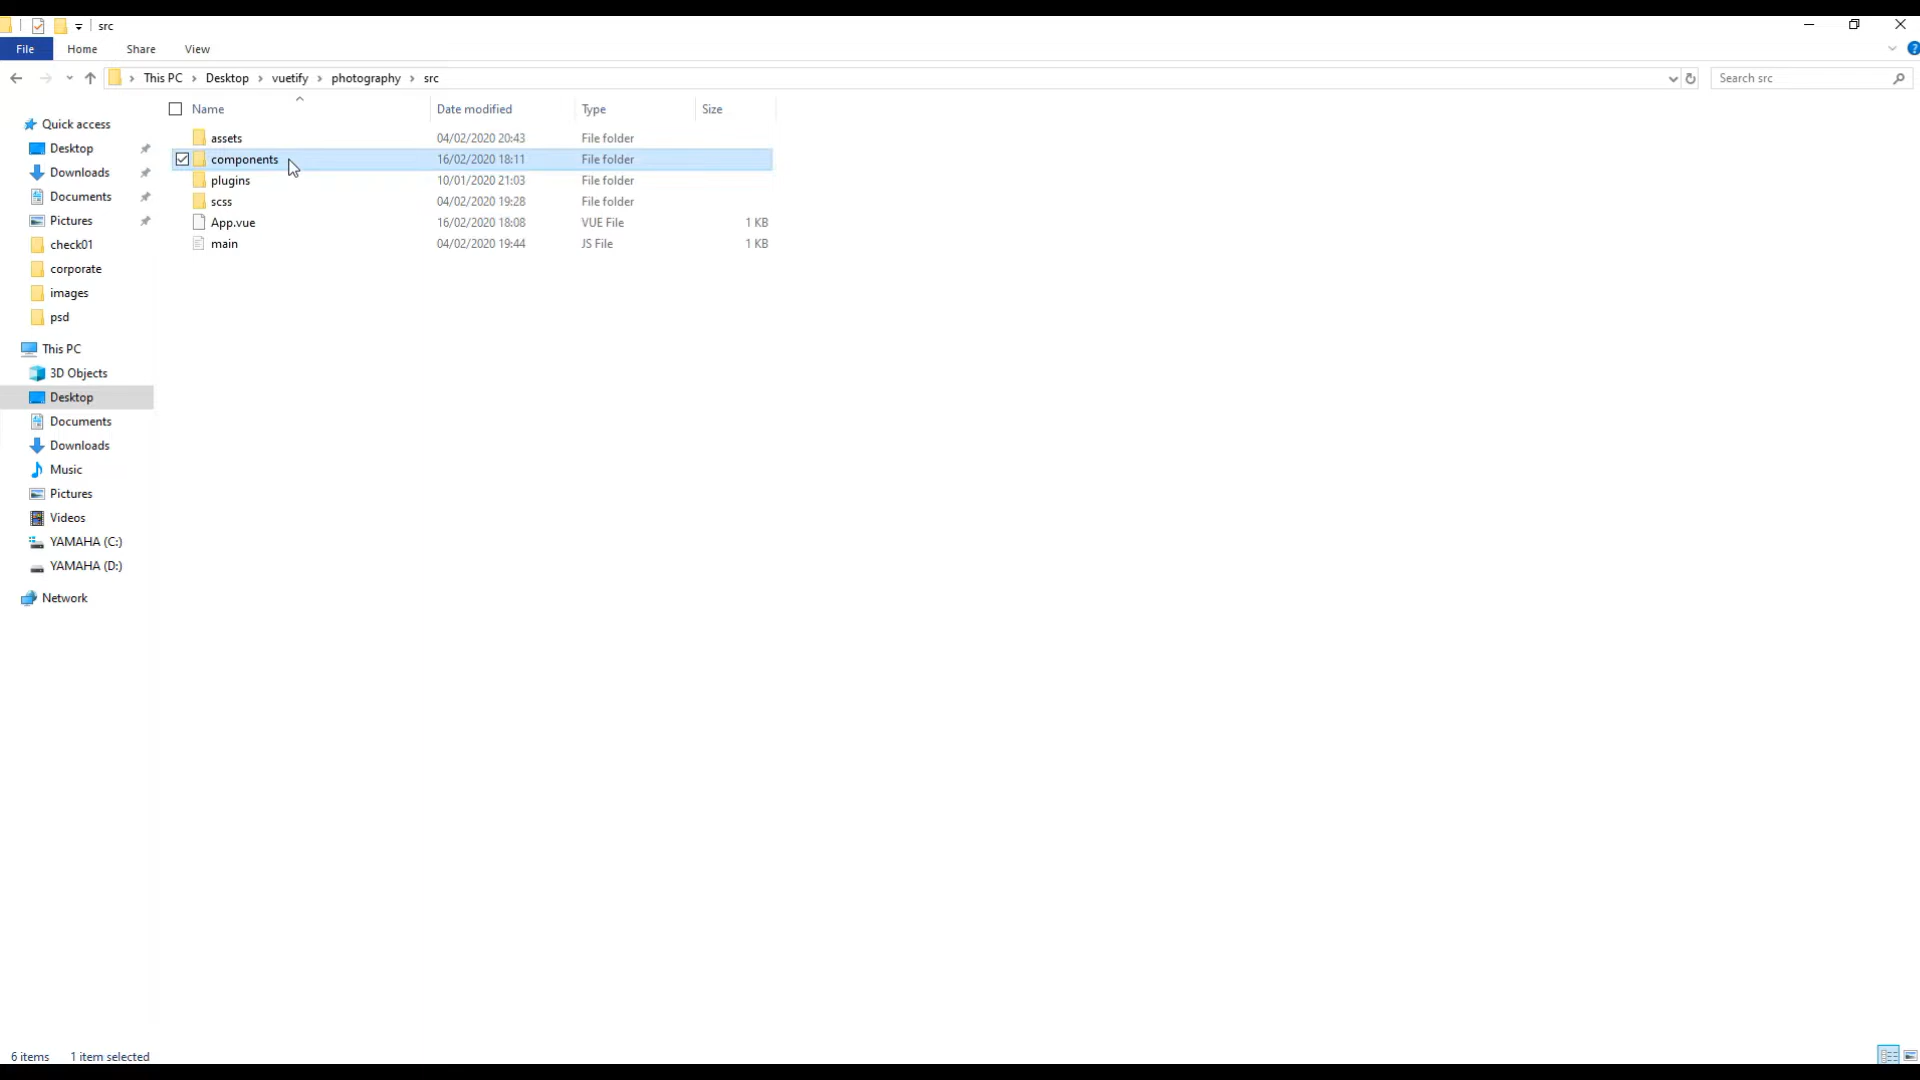 src
File Home Share View
This PC Desktop vuetify photography src Search src
Name Date modified Type Size
Quick access
Desktop
Downloads
Documents
Pictures
check01
corporate
images
psd
This PC
3D Objects
Desktop
Documents
Downloads
Music
Pictures
Videos
YAMAHA (C:)
YAMAHA (D:)
Network
assets 04/02/2020 20:43 File folder
components 16/02/2020 18:11 File folder
plugins 10/01/2020 21:03 File folder
scss 04/02/2020 19:28 File folder
App.vue 16/02/2020 18:08 VUE File 1 KB
main 04/02/2020 19:44 JS File 1 KB
6 items 1 item selected